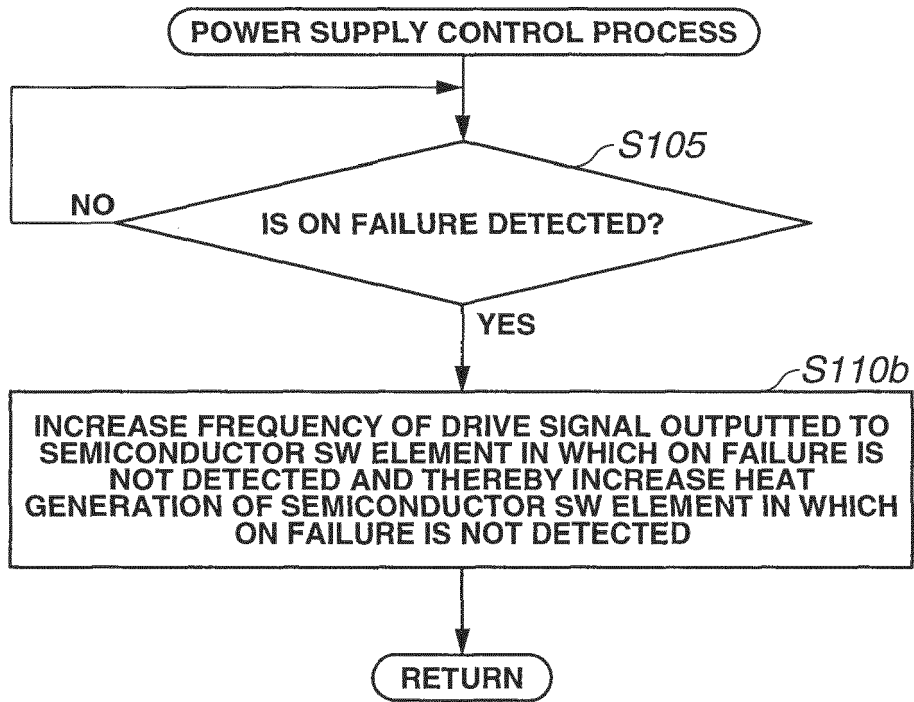 POWER SUPPLY CONTROL PROCESS
S105
IS ON FAILURE DETECTED?
NO
YES
S110b
INCREASE FREQUENCY OF DRIVE SIGNAL OUTPUTTED TO
SEMICONDUCTOR SW ELEMENT IN WHICH ON FAILURE IS
NOT DETECTED AND THEREBY INCREASE HEAT
GENERATION OF SEMICONDUCTOR SW ELEMENT IN WHICH
ON FAILURE IS NOT DETECTED
RETURN